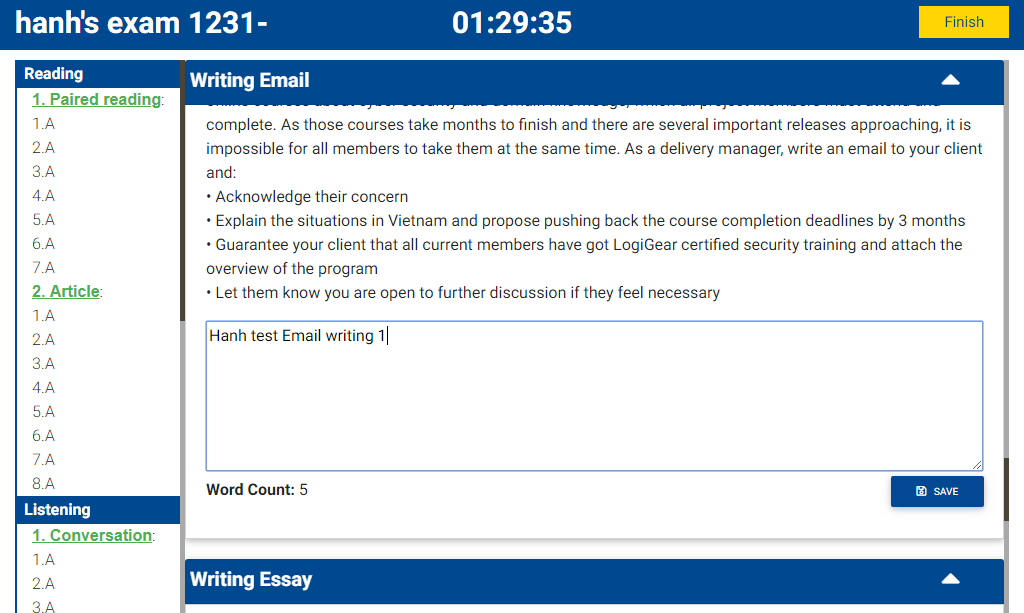 hanh's exam 1231-
01:29:35
Finish
Reading
1. Paired reading:
1.A
2.A
3.A
4.A
5.A
6.A
7.A
2. Article:
1.A
2.A
3.A
4.A
5.A
6.A
7.A
8.A
Listening
1. Conversation:
1.A
2.A
3.A
Writing Email
complete. As those courses take months to finish and there are several important releases approaching, it is
impossible for all members to take them at the same time. As a delivery manager, write an email to your client
and:
• Acknowledge their concern
• Explain the situations in Vietnam and propose pushing back the course completion deadlines by 3 months
• Guarantee your client that all current members have got LogiGear certified security training and attach the
overview of the program
• Let them know you are open to further discussion if they feel necessary
Hanh test Email writing 1
Word Count: 5
SAVE
Writing Essay